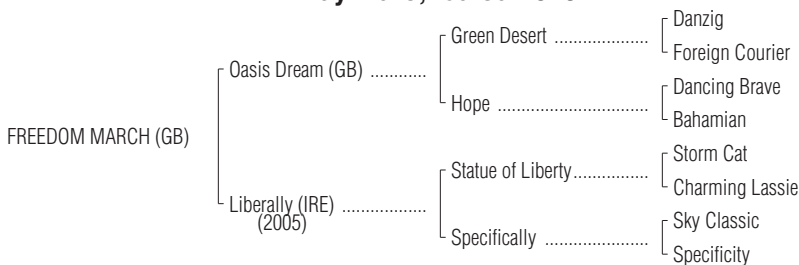 Danzig
Green Desert ......................
Foreign Courier
Oasis Dream (GB) ............
Dancing Brave
Hope ...................................
Bahamian
FREEDOM MARCH (GB)
Storm Cat
Statue of Liberty.................
Charming Lassie
Liberally (IRE) ..................
(2005)
Sky Classic
Specifically ........................
Specificity